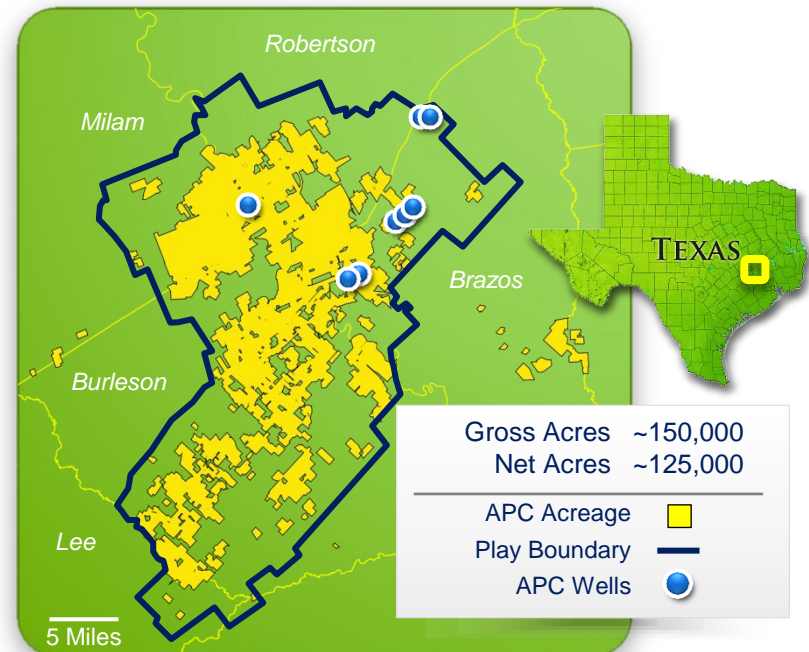 Robertson
Milam
TEXAS
Brazos
Burleson
Gross Acres ~150,000
Net Acres ~125,000
APC Acreage
Play Boundary
APC Wells
Lee
5 Miles